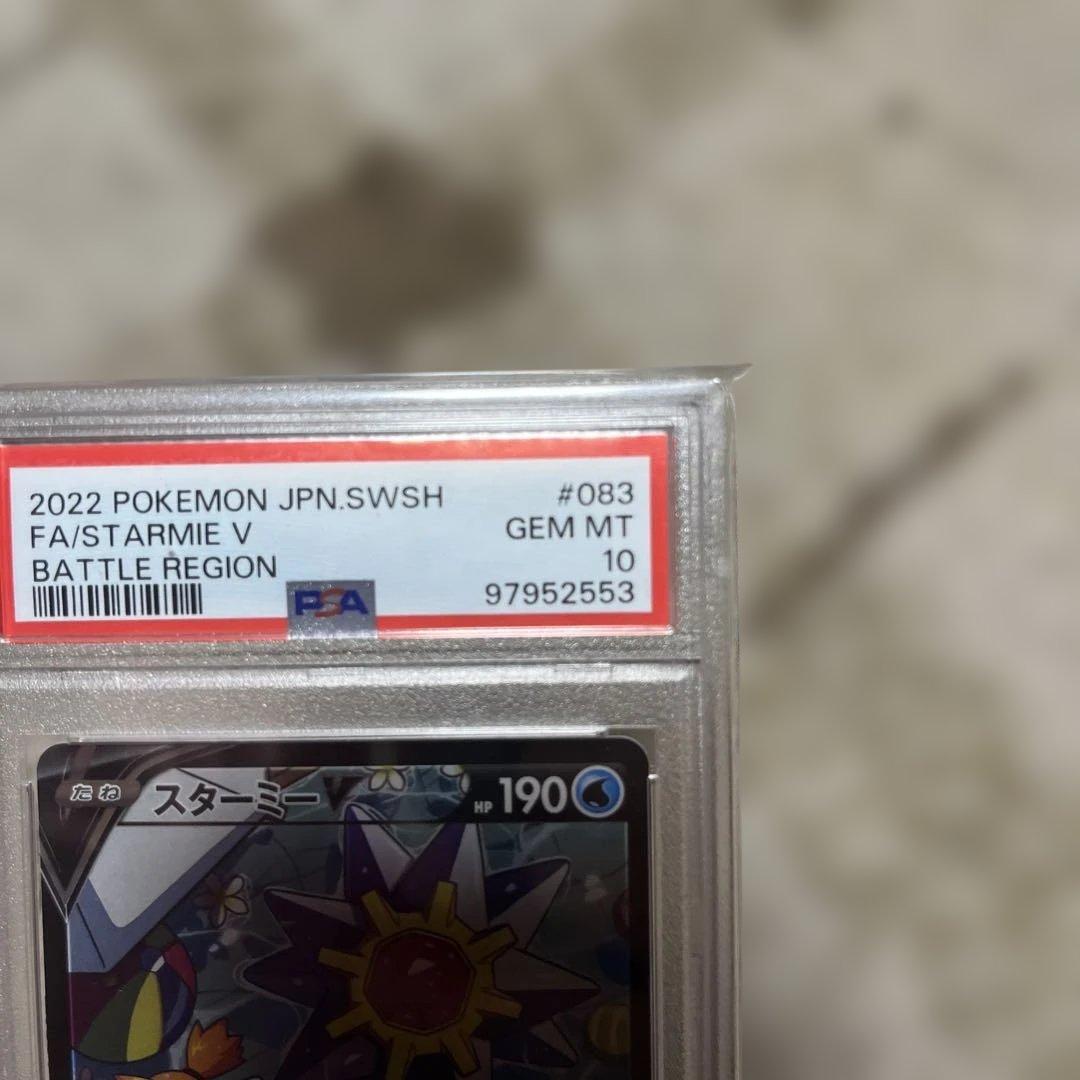 2022 POKEMON JPN.SWSH #083
FA/STARMIE V GEM MT
BATTLE REGION 10
PSA 97952553
たね スターミーV HP 190